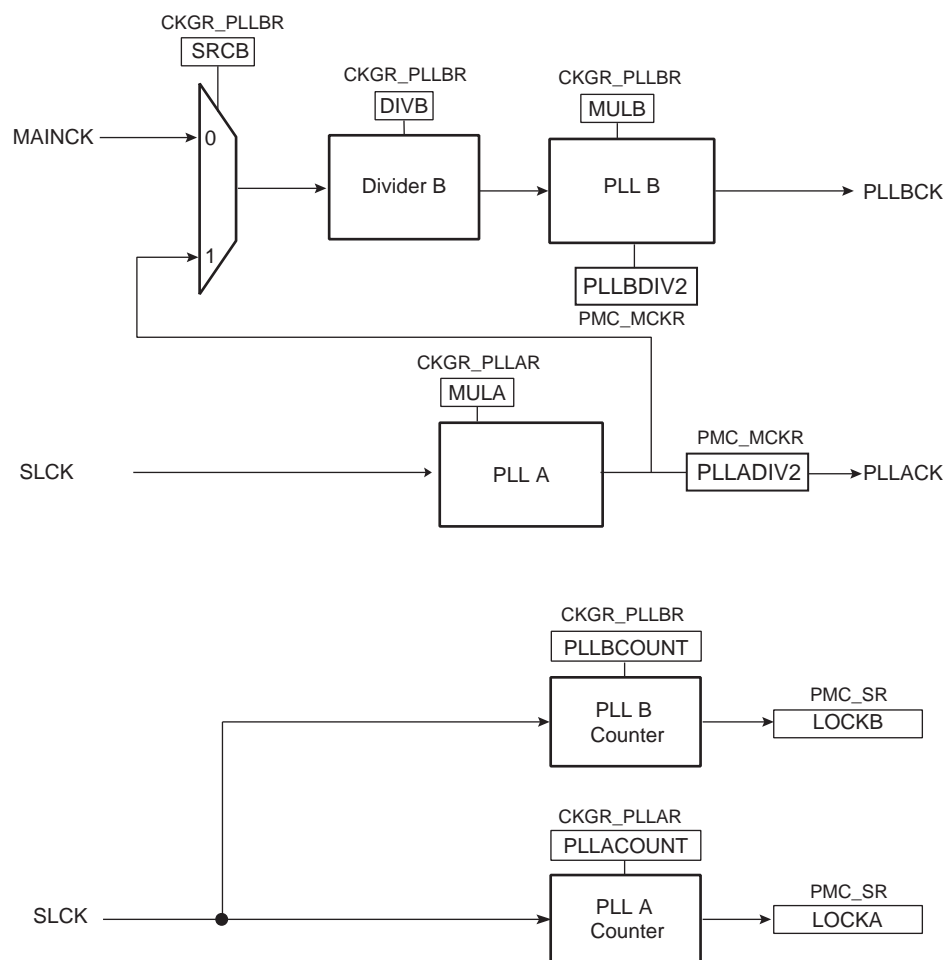 CKGR_PLLBR
SRCB
CKGR_PLLBR
DIVB
CKGR_PLLBR
MULB
MAINCK
0
Divider B
PLL B
PLLBCK
1
PLLBDIV2
PMC_MCKR
CKGR_PLLAR
MULA
PMC_MCKR
SLCK
PLL A
PLLADIV2
PLLACK
CKGR_PLLBR
PLLBCOUNT
PLL B
Counter
PMC_SR
LOCKB
CKGR_PLLAR
PLLACOUNT
SLCK
PLL A
Counter
PMC_SR
LOCKA